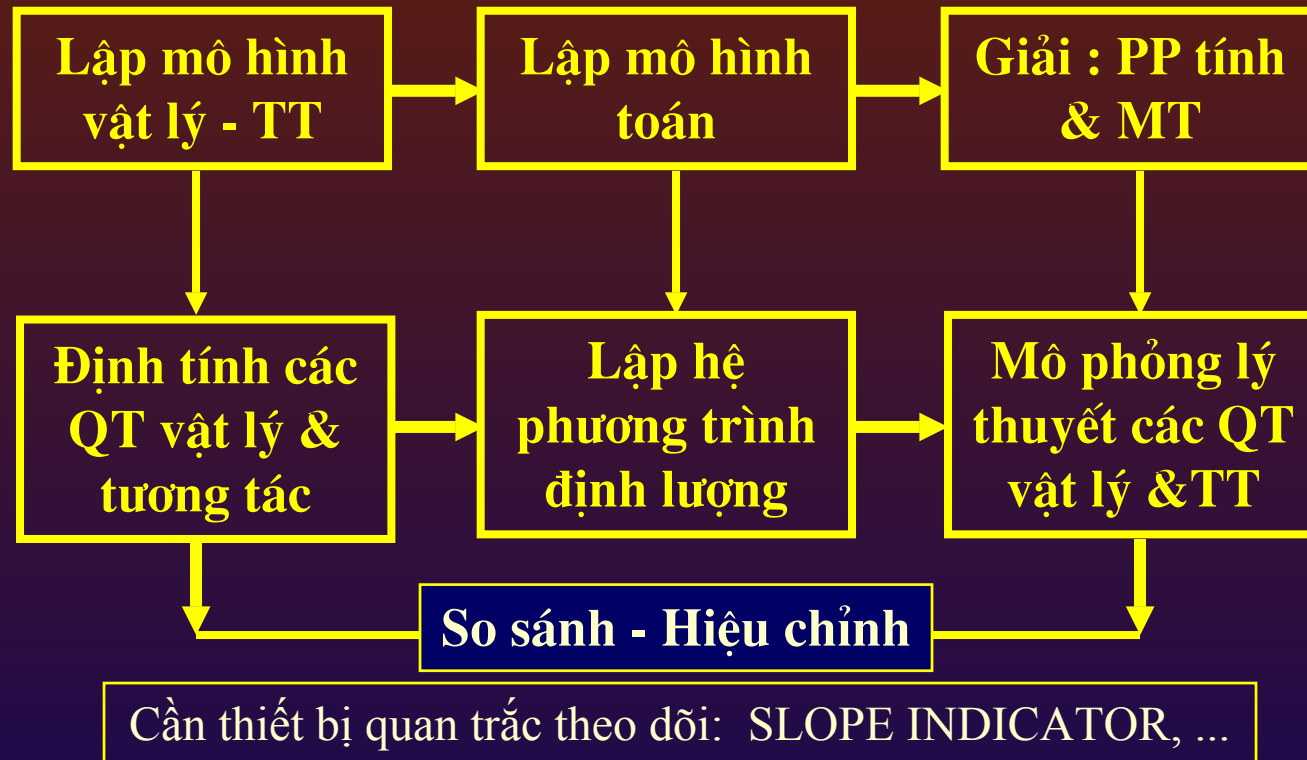 Lập mô hình
vật lý - TT
Lập mô hình
toán
Giải : PP tính
& MT
Định tính các
QT vật lý &
tương tác
Lập hệ
phương trình
định lượng
Mô phỏng lý
thuyết các QT
vật lý &TT
So sánh - Hiệu chỉnh
Cần thiết bị quan trắc theo dõi: SLOPE INDICATOR, ...